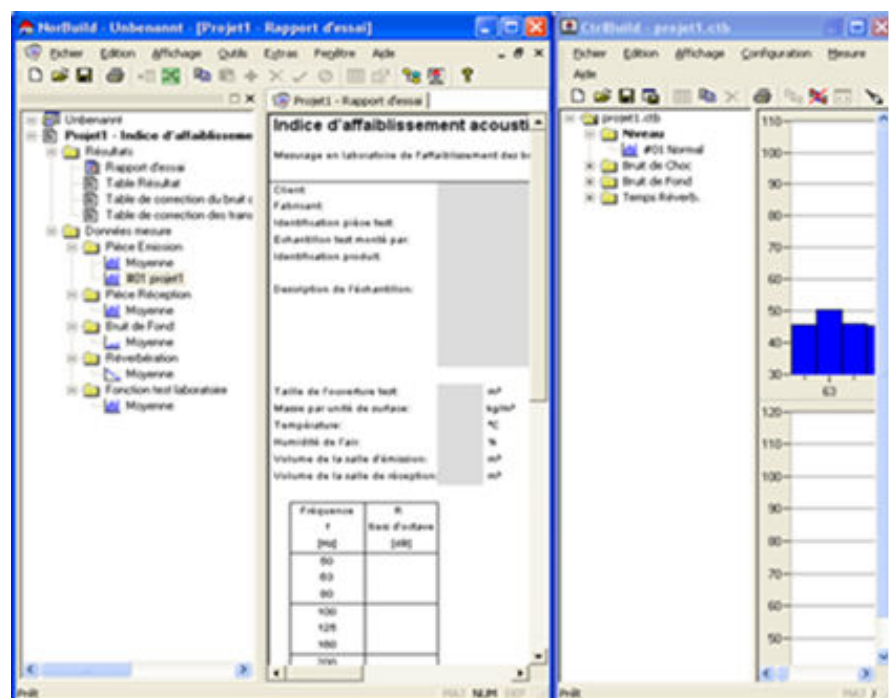 NorBuild - Unbenannt - [Projet1 - Rapport d'essai]
Fichier Edition Affichage Outils Extras Fenêtre Aide
Projet1 - Rapport d'essai
Unbenannt
Projet1 - Indice d'affaiblisseme
Résultats
Rapport d'essai
Table Résultat
Table de correction du bruit d
Table de correction des trans
Données mesure
Pièce Emission
Moyenne
#01 projet1
Pièce Réception
Moyenne
Bruit de Fond
Moyenne
Réverbération
Moyenne
Fonction test laboratoire
Moyenne
Prêt
Indice d'affaiblissement acousti
Mesurage en laboratoire de l'affaiblissement des b
Client:
Fabricant:
Identification pièce test:
Echantillon test monté par:
Identification produit:
Description de l'échantillon:
Taille de l'ouverture test: m²
Masse par unité de surface: kg/m²
Température: °C
Humidité de l'air: %
Volume de la salle d'émission: m³
Volume de la salle de réception: m³
Fréquence R
f tiers d'octave
[Hz] [dB]
50
63
80
100
125
160
200
MAJ NUM DEF
CtrBuild - projet1.ctb
Fichier Edition Affichage Configuration Mesure
Aide
projet1.ctb
Niveau
#01 Normal
Bruit de Choc
Bruit de Fond
Temps Réverb.
110
100
90
80
70
60
50
40
30
63
120
110
100
90
80
70
60
50
Prêt
MAJ